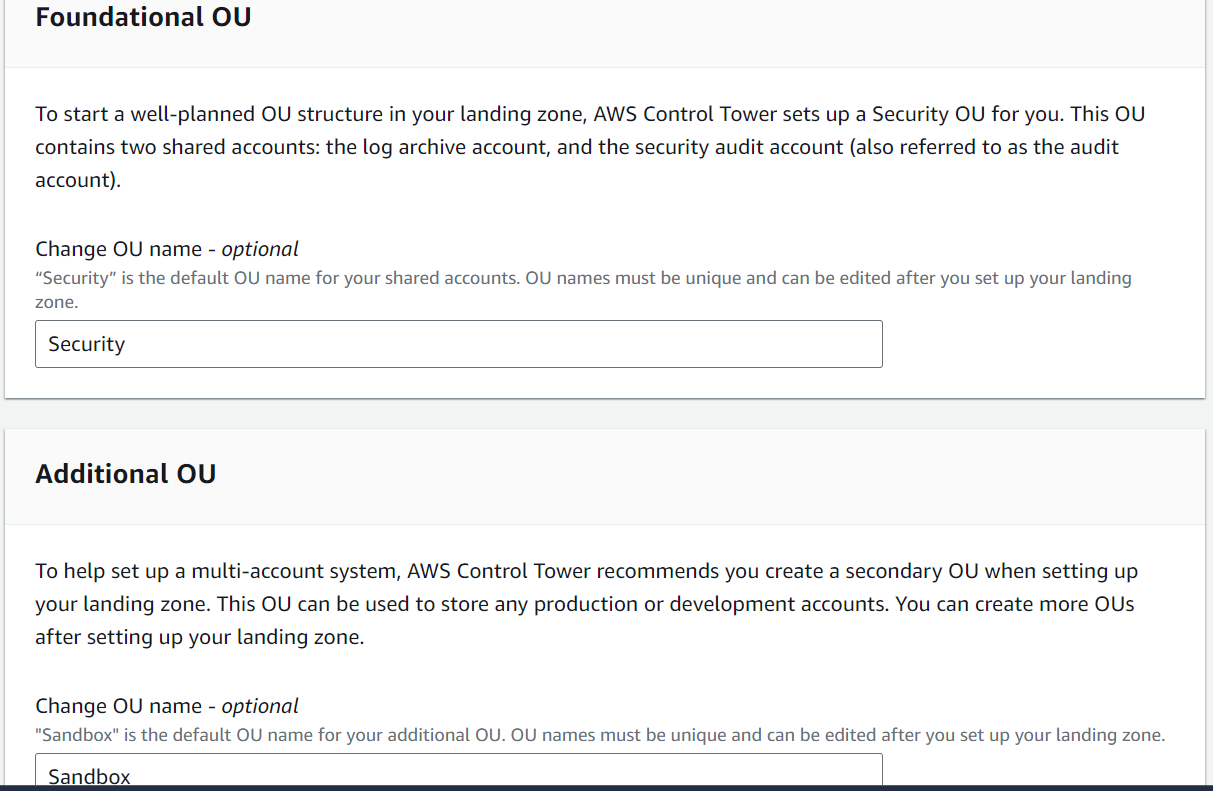 Foundational OU
To start a well-planned OU structure in your landing zone, AWS Control Tower sets up a Security OU for you. This OU
contains two shared accounts: the log archive account, and the security audit account (also referred to as the audit
account).
Change OU name - optional
“Security” is the default OU name for your shared accounts. OU names must be unique and can be edited after you set up your landing
zone.
Security
Additional OU
To help set up a multi-account system, AWS Control Tower recommends you create a secondary OU when setting up
your landing zone. This OU can be used to store any production or development accounts. You can create more OUs
after setting up your landing zone.
Change OU name - optional
"Sandbox" is the default OU name for your additional OU. OU names must be unique and can be edited after you set up your landing zone.
Sandbox